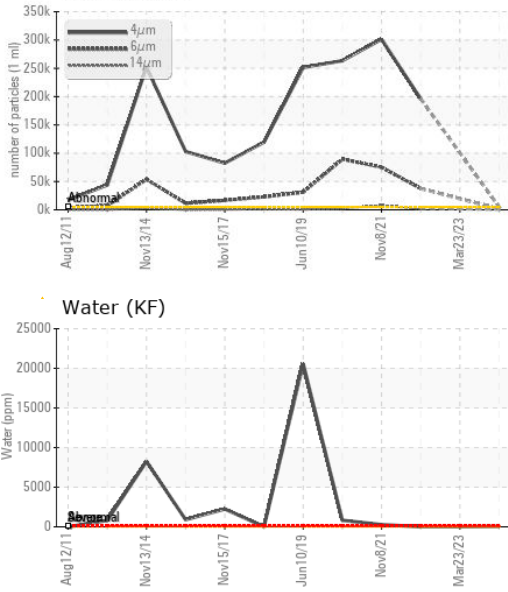 350k
300k
250k
200k
150k
100k
50k
0k
number of particles (1 ml)
4µm
6µm
14µm
Abnormal
Aug12/11
Nov13/14
Nov15/17
Jun10/19
Nov8/21
Mar23/23
Water (KF)
25000
20000
15000
10000
5000
0
Water (ppm)
Abnormal
Aug12/11
Nov13/14
Nov15/17
Jun10/19
Nov8/21
Mar23/23